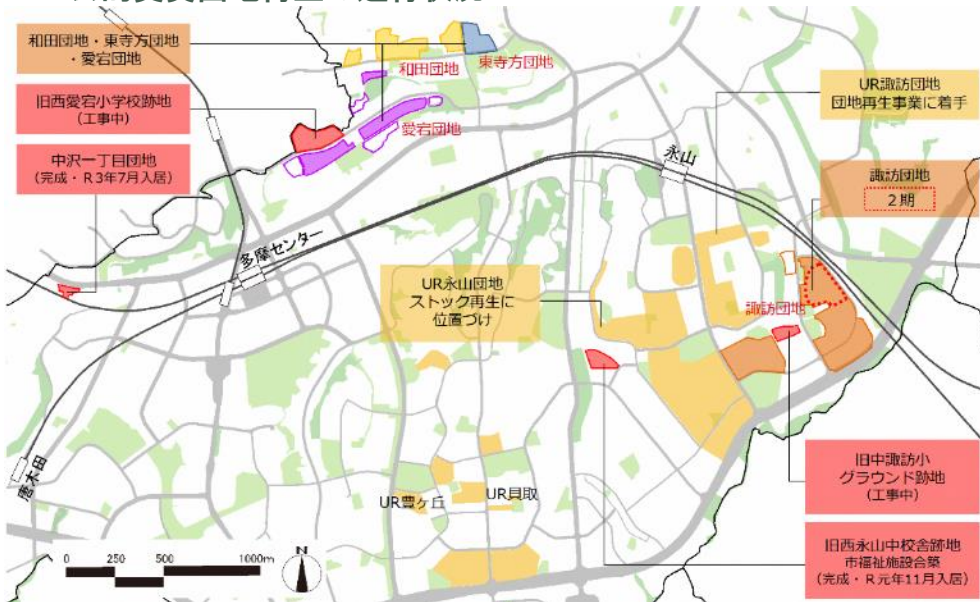 和田団地・東寺方団地
・愛宕団地
旧西愛宕小学校跡地
(工事中)
中沢一丁目団地
(完成・R3年7月入居)
和田団地
東寺方団地
愛宕団地
UR諏訪団地
団地再生事業に着手
永山
諏訪団地
2期
多摩センター
UR永山団地
ストック再生に
位置づけ
諏訪団地
唐木田
UR豊ヶ丘
UR貝取
旧中諏訪小
グラウンド跡地
(工事中)
旧西永山中校舎跡地
市福祉施設合築
(完成・R元年11月入居)
0 250 500 1000m
N